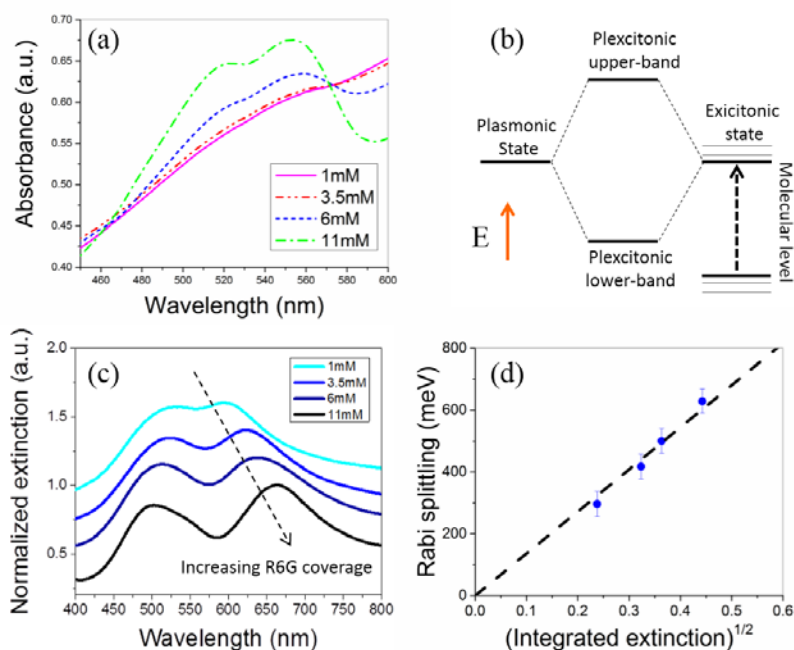 (a)
Absorbance (a.u.)
0.70
0.65
0.60
0.55
0.50
0.45
0.40
460 480 500 520 540 560 580 600
Wavelength (nm)
1mM
3.5mM
6mM
11mM
(b)
Plexcitonic
upper-band
Plasmonic
State
Exicitonic
state
E
Plexcitonic
lower-band
Molecular level
(c)
Normalized extinction (a.u.)
2.0
1.5
1.0
0.5
400 450 500 550 600 650 700 750 800
Wavelength (nm)
1mM
3.5mM
6mM
11mM
Increasing R6G coverage
(d)
Rabi splittling (meV)
800
600
400
200
0
0.0 0.1 0.2 0.3 0.4 0.5 0.6
(Integrated extinction)^1/2